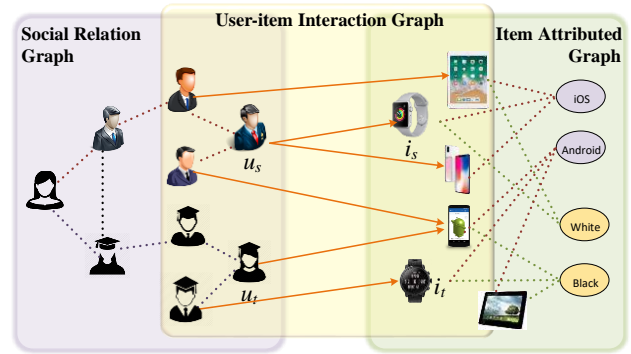 User-item Interaction Graph
Social Relation
Graph
Item Attributed
Graph
iOS
Android
White
Black
u_s
i_s
u_t
i_t